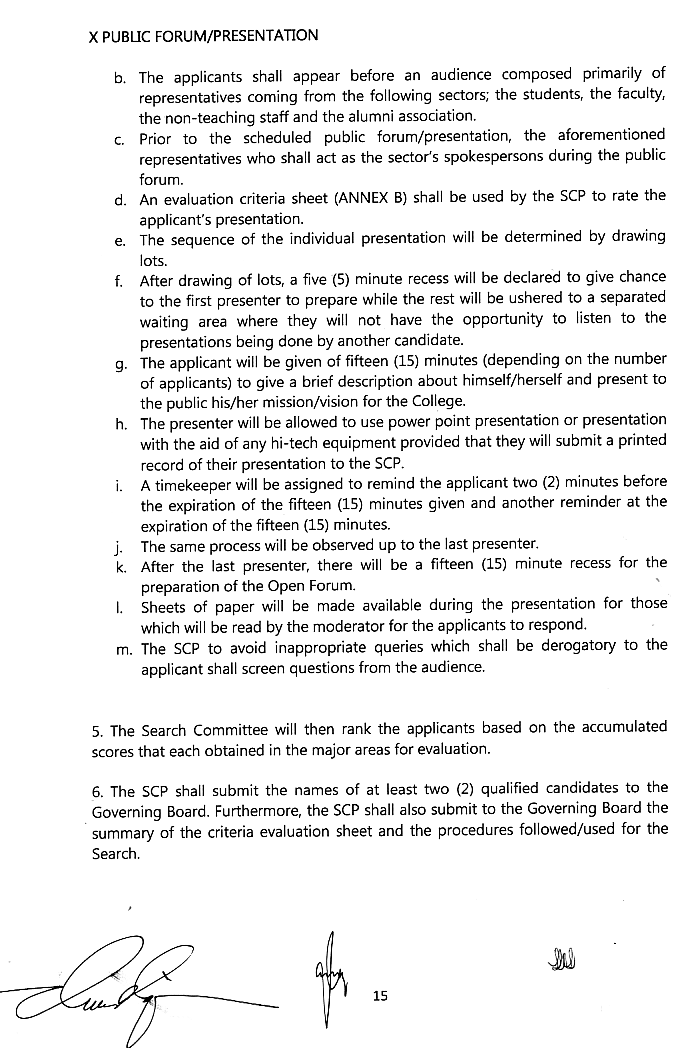 X PUBLIC FORUM/PRESENTATION
b. The applicants shall appear before an audience composed primarily of
representatives coming from the following sectors; the students, the faculty,
the non-teaching staff and the alumni association.
c. Prior to the scheduled public forum/presentation, the aforementioned
representatives who shall act as the sector's spokespersons during the public
forum.
d. An evaluation criteria sheet (ANNEX B) shall be used by the SCP to rate the
applicant's presentation.
e. The sequence of the individual presentation will be determined by drawing
lots.
f. After drawing of lots, a five (5) minute recess will be declared to give chance
to the first presenter to prepare while the rest will be ushered to a separated
waiting area where they will not have the opportunity to listen to the
presentations being done by another candidate.
g. The applicant will be given of fifteen (15) minutes (depending on the number
of applicants) to give a brief description about himself/herself and present to
the public his/her mission/vision for the College.
h. The presenter will be allowed to use power point presentation or presentation
with the aid of any hi-tech equipment provided that they will submit a printed
record of their presentation to the SCP.
i. A timekeeper will be assigned to remind the applicant two (2) minutes before
the expiration of the fifteen (15) minutes given and another reminder at the
expiration of the fifteen (15) minutes.
j. The same process will be observed up to the last presenter.
k. After the last presenter, there will be a fifteen (15) minute recess for the
preparation of the Open Forum.
l. Sheets of paper will be made available during the presentation for those
which will be read by the moderator for the applicants to respond.
m. The SCP to avoid inappropriate queries which shall be derogatory to the
applicant shall screen questions from the audience.
5. The Search Committee will then rank the applicants based on the accumulated
scores that each obtained in the major areas for evaluation.
6. The SCP shall submit the names of at least two (2) qualified candidates to the
Governing Board. Furthermore, the SCP shall also submit to the Governing Board the
summary of the criteria evaluation sheet and the procedures followed/used for the
Search.
15